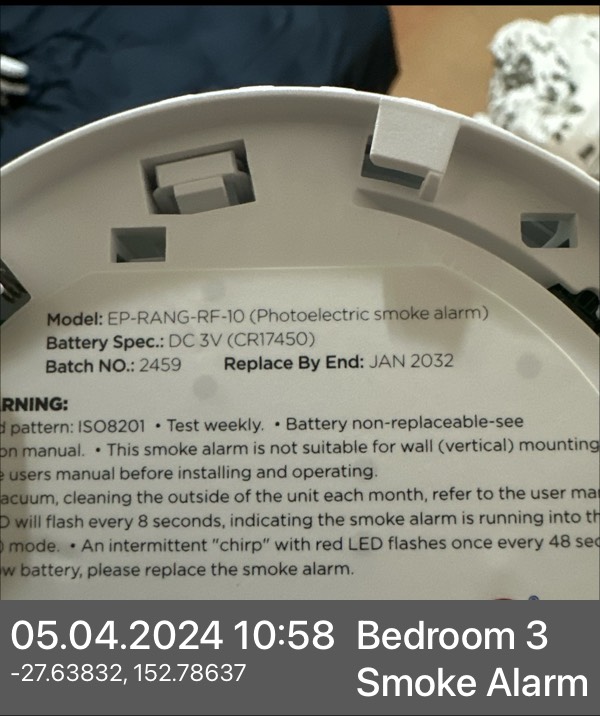 Model: EP-RANG-RF-10 (Photoelectric smoke alarm)
Battery Spec.: DC 3V (CR17450)
Batch NO.: 2459 Replace By End: JAN 2032
RNING:
d pattern: ISO8201 • Test weekly. • Battery non-replaceable-see
on manual. • This smoke alarm is not suitable for wall (vertical) mounting
e users manual before installing and operating.
acuum, cleaning the outside of the unit each month, refer to the user ma
D will flash every 8 seconds, indicating the smoke alarm is running into th
) mode. • An intermittent "chirp" with red LED flashes once every 48 sec
w battery, please replace the smoke alarm.
05.04.2024 10:58
-27.63832, 152.78637
Bedroom 3
Smoke Alarm